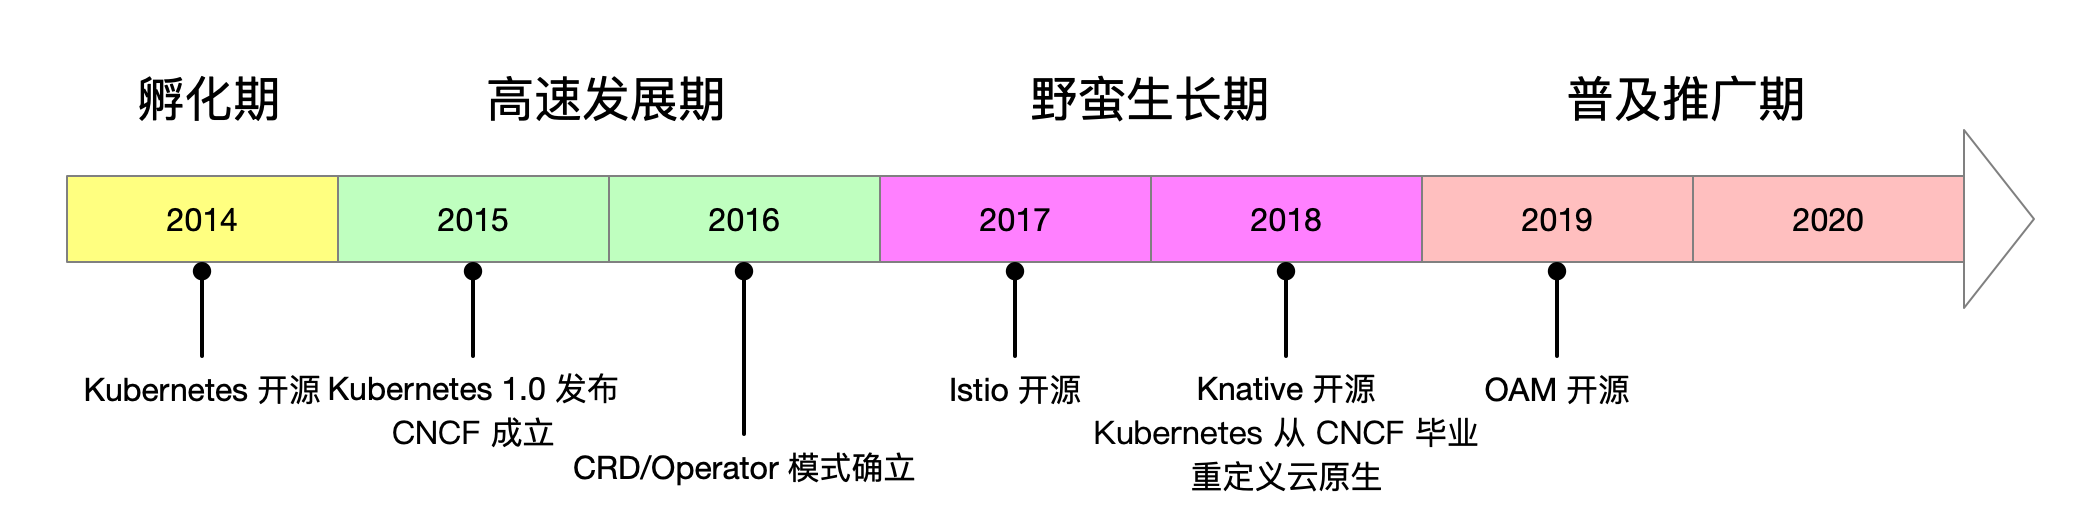 孵化期
高速发展期
野蛮生长期
普及推广期
2014
2015
2016
2017
2018
2019
2020
Kubernetes 开源
Kubernetes 1.0 发布
CNCF 成立
CRD/Operator 模式确立
Istio 开源
Knative 开源
Kubernetes 从 CNCF 毕业
重定义云原生
OAM 开源